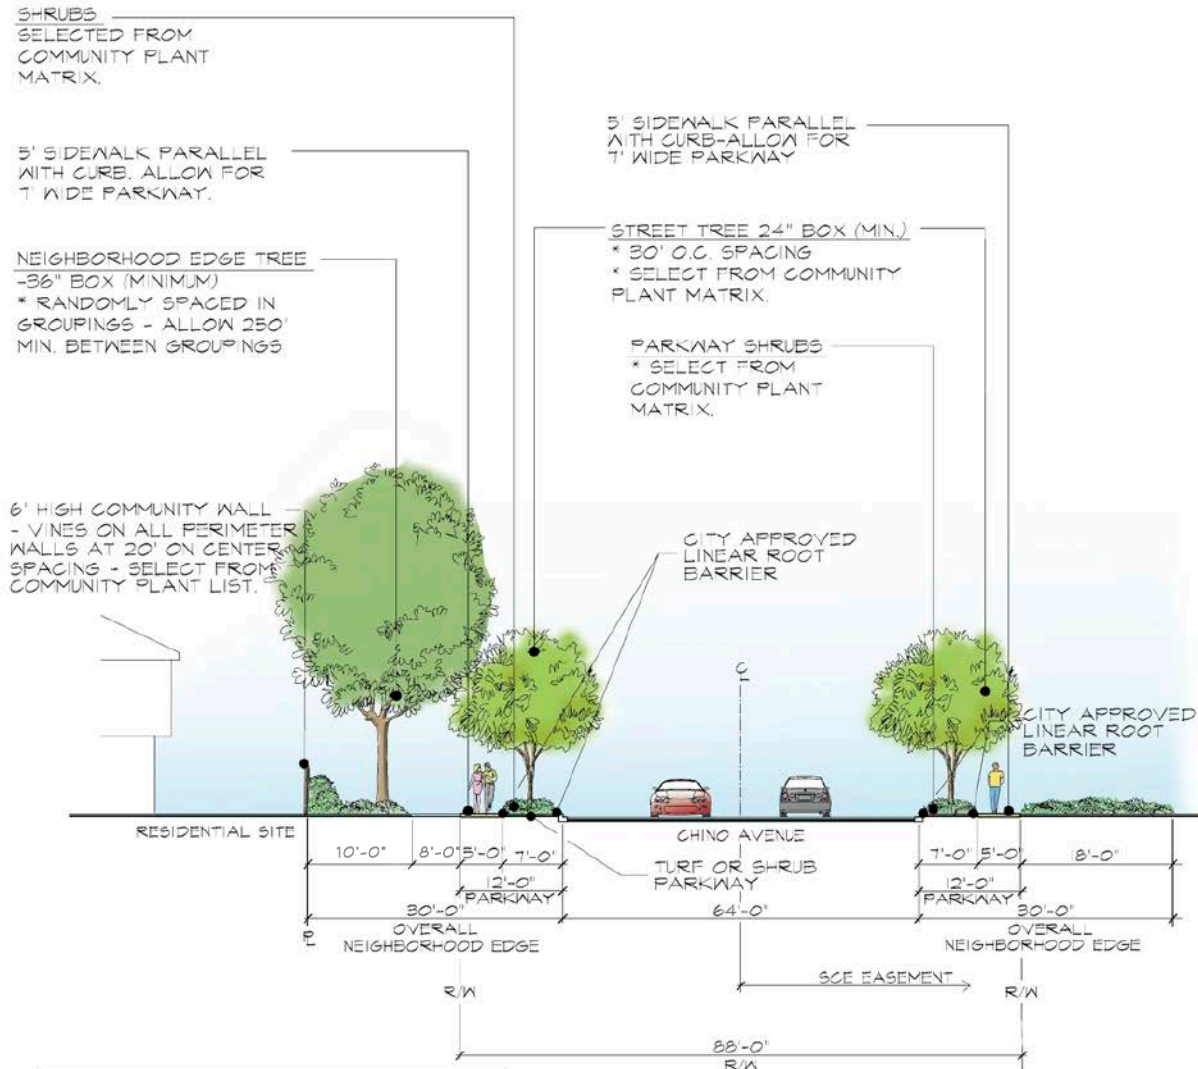 SHRUBS
SELECTED FROM
COMMUNITY PLANT
MATRIX.
5' SIDEWALK PARALLEL
WITH CURB. ALLOW FOR
7' WIDE PARKWAY.
NEIGHBORHOOD EDGE TREE
-36" BOX (MINIMUM)
* RANDOMLY SPACED IN
GROUPINGS - ALLOW 250'
MIN. BETWEEN GROUPINGS
5' SIDEWALK PARALLEL
WITH CURB-ALLOW FOR
7' WIDE PARKWAY
STREET TREE 24" BOX (MIN.)
* 30' O.C. SPACING
* SELECT FROM COMMUNITY
PLANT MATRIX.
PARKWAY SHRUBS
* SELECT FROM
COMMUNITY PLANT
MATRIX.
6' HIGH COMMUNITY WALL
- VINES ON ALL PERIMETER
WALLS AT 20' ON CENTER
SPACING - SELECT FROM
COMMUNITY PLANT LIST.
CITY APPROVED
LINEAR ROOT
BARRIER
CITY APPROVED
LINEAR ROOT
BARRIER
CL
RESIDENTIAL SITE
CHINO AVENUE
10'-0" 8'-0" 5'-0" 7'-0"
7'-0" 5'-0" 18'-0"
TURF OR SHRUB
PARKWAY
12'-0"
PARKWAY
12'-0"
PARKWAY
30'-0"
OVERALL
NEIGHBORHOOD EDGE
64'-0"
30'-0"
OVERALL
NEIGHBORHOOD EDGE
PL
SCE EASEMENT
R/W
R/W
88'-0"
R/W